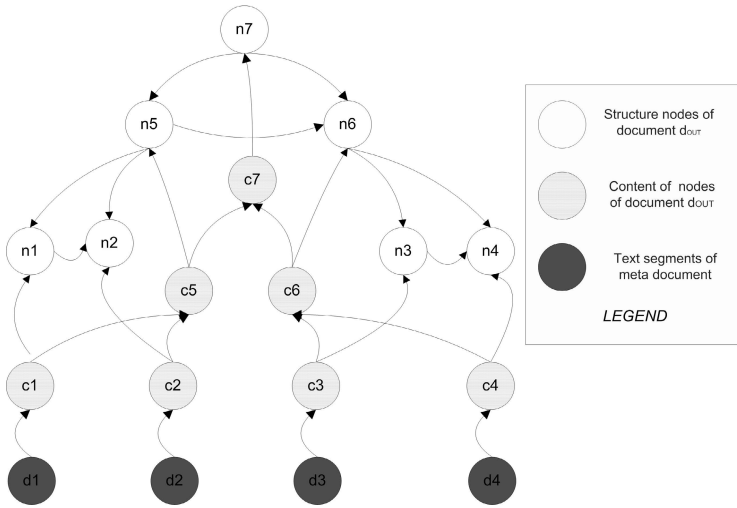 n7
n5
n6
c7
n1
n2
n3
n4
c5
c6
c1
c2
c3
c4
d1
d2
d3
d4
Structure nodes of
document dOUT
Content of nodes
of document dOUT
Text segments of
meta document
LEGEND